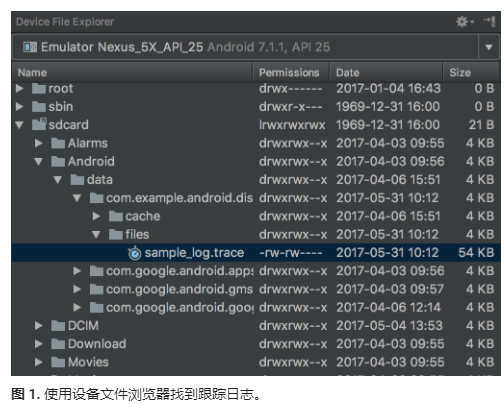 Device File Explorer
Emulator Nexus_5X_API_25 Android 7.1.1, API 25
Name Permissions Date Size
root drwx------ 2017-01-04 16:43 0 B
sbin drwxr-x--- 1969-12-31 16:00 0 B
sdcard lrwxrwxrwx 1969-12-31 16:00 21 B
Alarms drwxrwx--x 2017-04-03 09:55 4 KB
Android drwxrwx--x 2017-04-03 09:56 4 KB
data drwxrwx--x 2017-04-06 15:51 4 KB
com.example.android.dis drwxrwx--x 2017-05-31 10:12 4 KB
cache drwxrwx--x 2017-04-06 15:51 4 KB
files drwxrwx--x 2017-05-31 10:12 4 KB
sample_log.trace -rw-rw---- 2017-05-31 10:12 54 KB
com.google.android.apps drwxrwx--x 2017-04-03 09:56 4 KB
com.google.android.gms drwxrwx--x 2017-04-03 09:57 4 KB
com.google.android.goo drwxrwx--x 2017-04-06 12:14 4 KB
DCIM drwxrwx--x 2017-05-04 13:53 4 KB
Download drwxrwx--x 2017-04-03 09:55 4 KB
Movies drwxrwx--x 2017-04-03 09:55 4 KB
图 1. 使用设备文件浏览器找到跟踪日志。